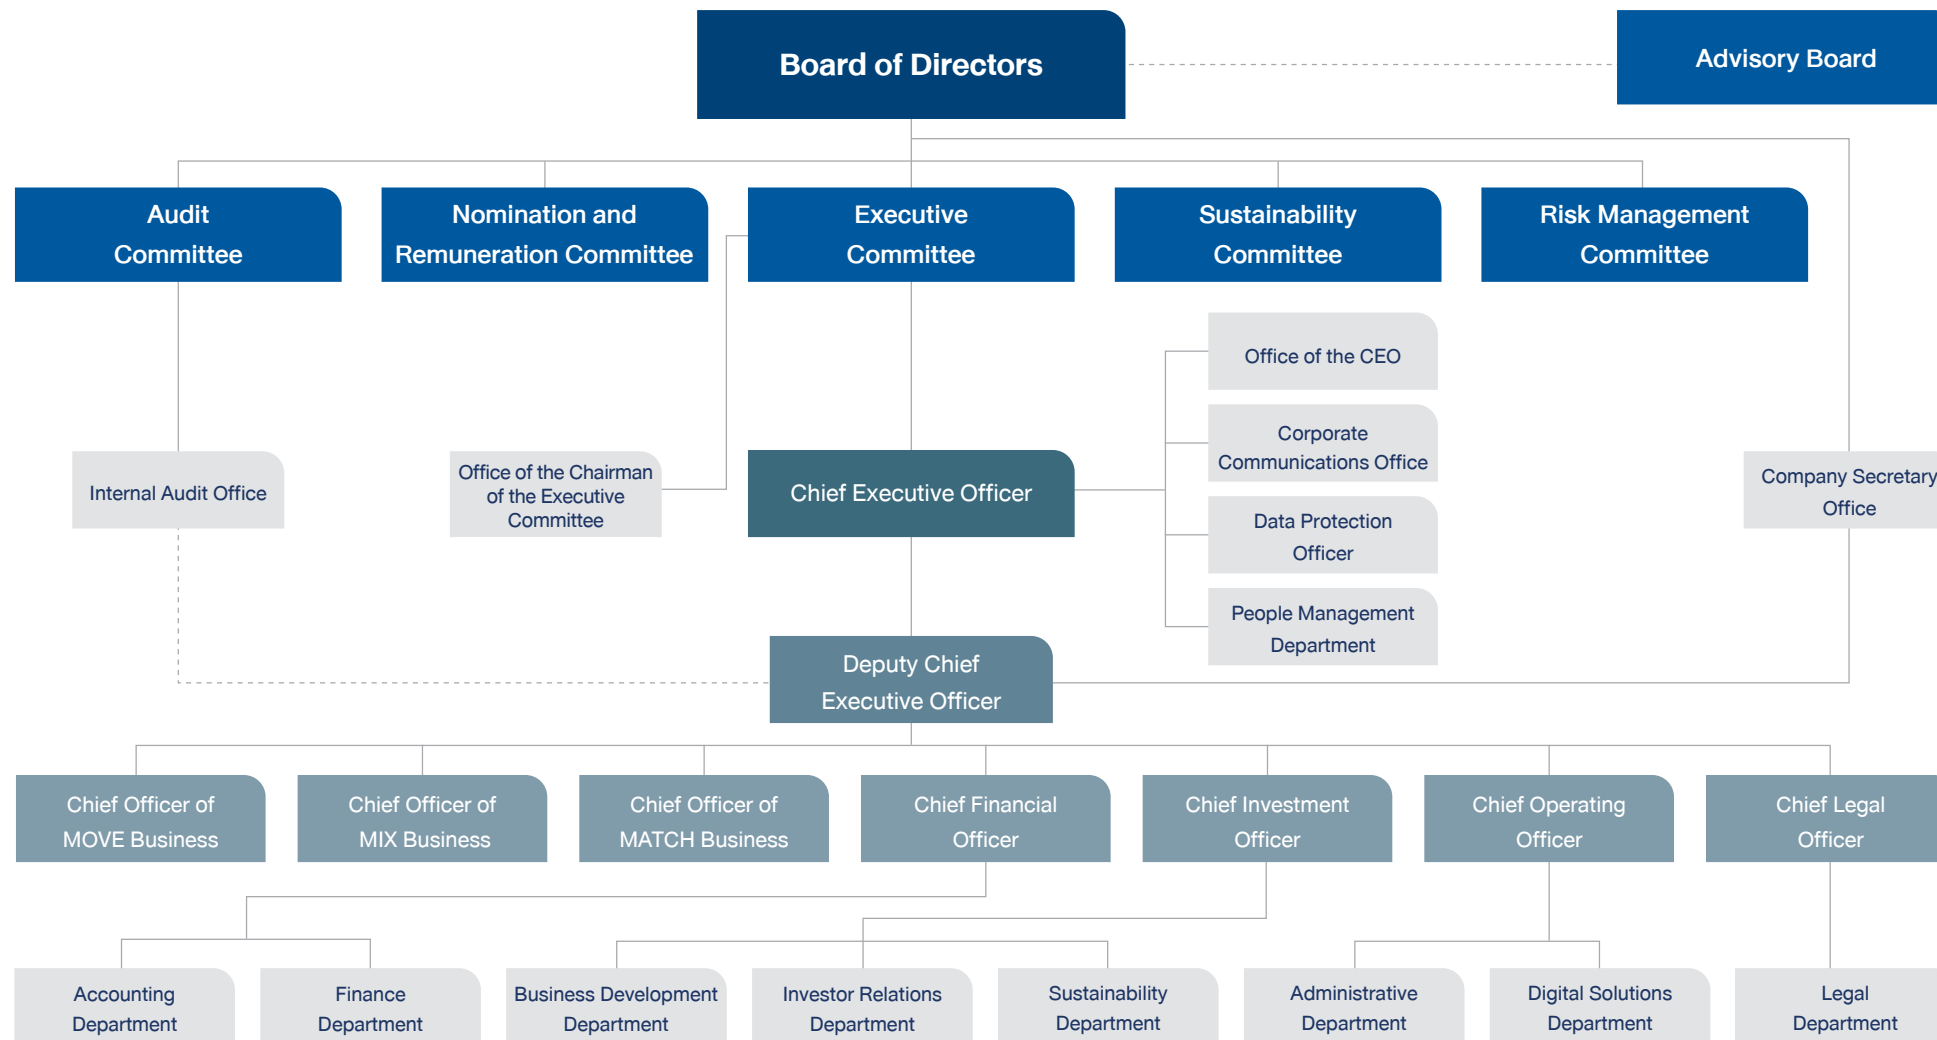 Board of Directors
Advisory Board
Audit
Committee
Nomination and
Remuneration Committee
Executive
Committee
Sustainability
Committee
Risk Management
Committee
Office of the CEO
Corporate
Communications Office
Internal Audit Office
Office of the Chairman
of the Executive
Committee
Chief Executive Officer
Company Secretary
Office
Data Protection
Officer
People Management
Department
Deputy Chief
Executive Officer
Chief Officer of
MOVE Business
Chief Officer of
MIX Business
Chief Officer of
MATCH Business
Chief Financial
Officer
Chief Investment
Officer
Chief Operating
Officer
Chief Legal
Officer
Accounting
Department
Finance
Department
Business Development
Department
Investor Relations
Department
Sustainability
Department
Administrative
Department
Digital Solutions
Department
Legal
Department